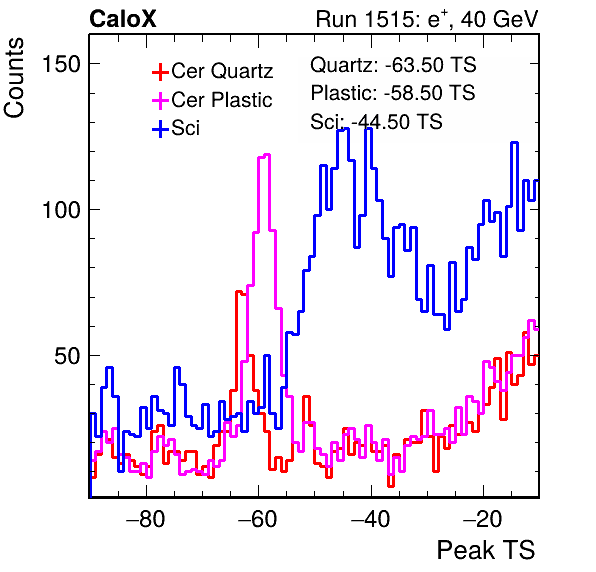 CaloX
Run 1515: e⁺, 40 GeV
Counts
150
100
50
Cer Quartz
Cer Plastic
Sci
Quartz: -63.50 TS
Plastic: -58.50 TS
Sci: -44.50 TS
−80
−60
−40
−20
Peak TS